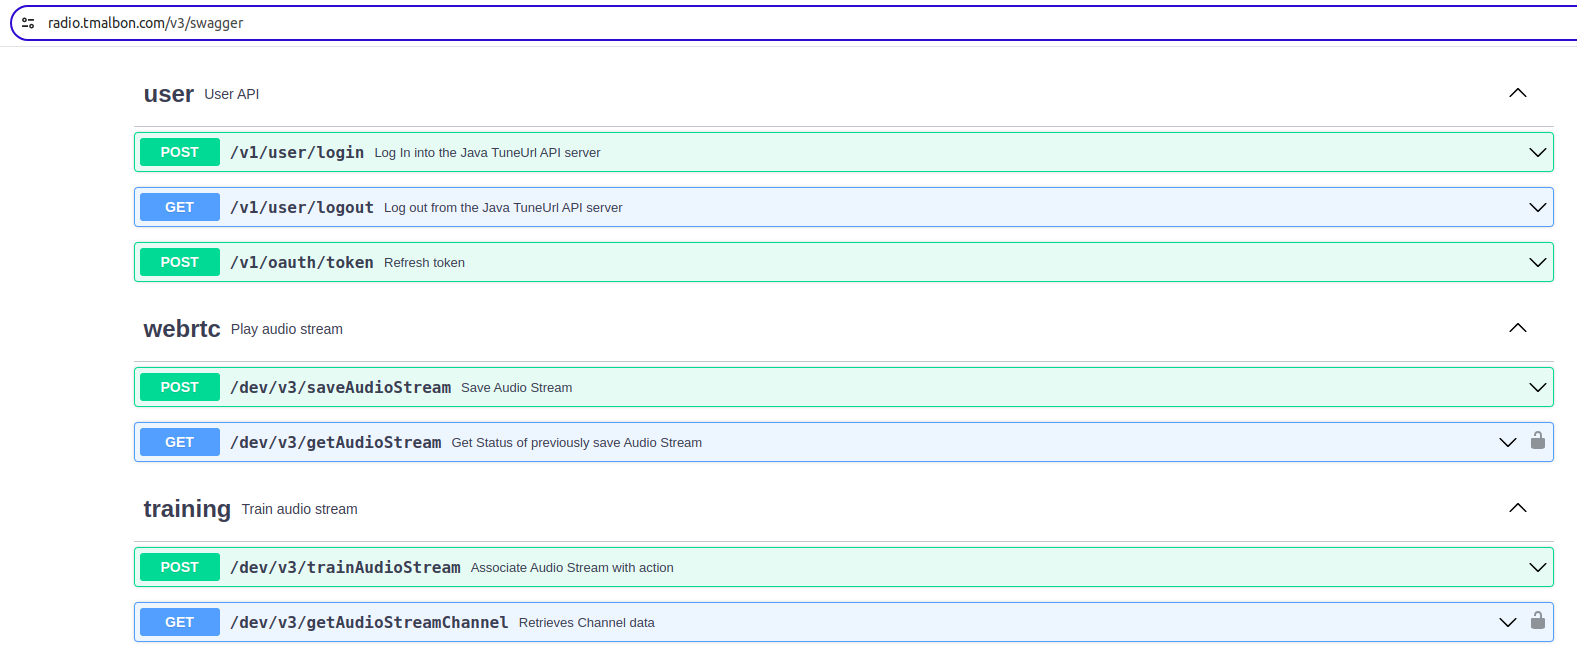 radio.tmalbon.com/v3/swagger
user User API
POST /v1/user/login Log In into the Java TuneUrl API server
GET /v1/user/logout Log out from the Java TuneUrl API server
POST /v1/oauth/token Refresh token
webrtc Play audio stream
POST /dev/v3/saveAudioStream Save Audio Stream
GET /dev/v3/getAudioStream Get Status of previously save Audio Stream
training Train audio stream
POST /dev/v3/trainAudioStream Associate Audio Stream with action
GET /dev/v3/getAudioStreamChannel Retrieves Channel data